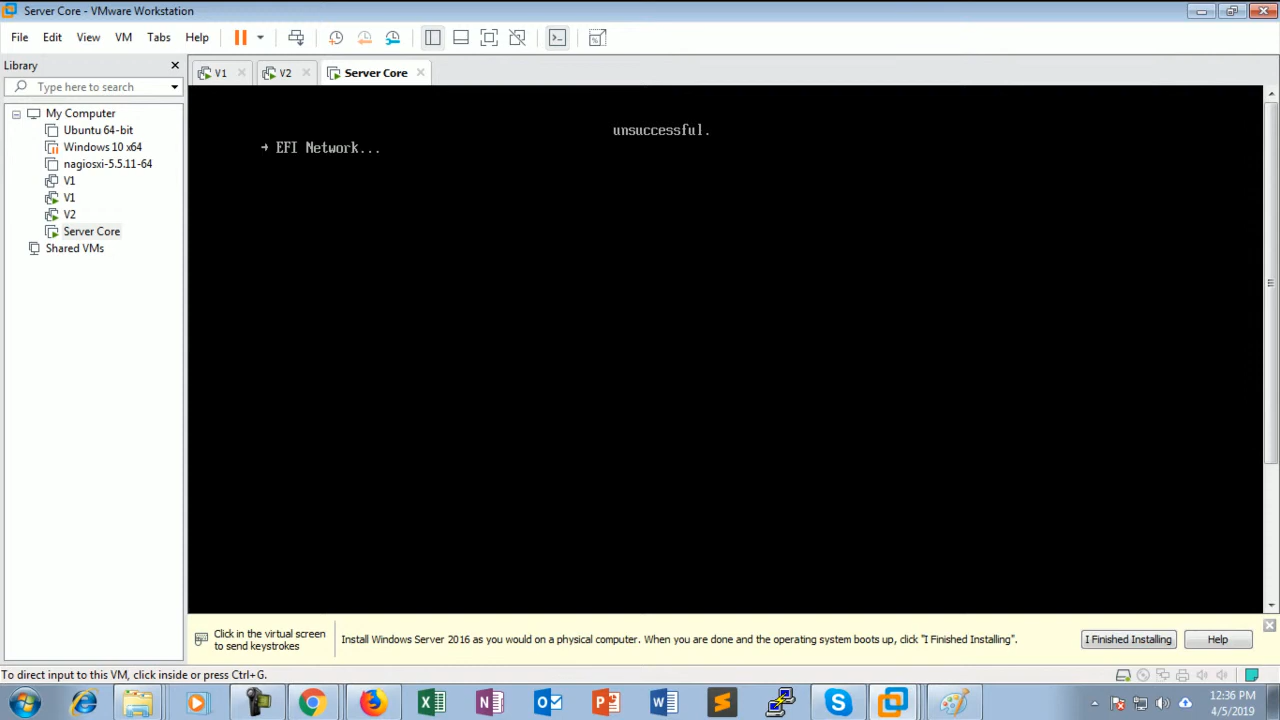 Server Core - VMware Workstation
File Edit View VM Tabs Help
Library
Type here to search
My Computer
Ubuntu 64-bit
Windows 10 x64
nagiosxi-5.5.11-64
V1
V1
V2
Server Core
Shared VMs
V1 V2 Server Core
unsuccessful.
EFI Network...
Click in the virtual screen
to send keystrokes
Install Windows Server 2016 as you would on a physical computer. When you are done and the operating system boots up, click "I Finished Installing".
I Finished Installing
Help
To direct input to this VM, click inside or press Ctrl+G.
12:36 PM
4/5/2019